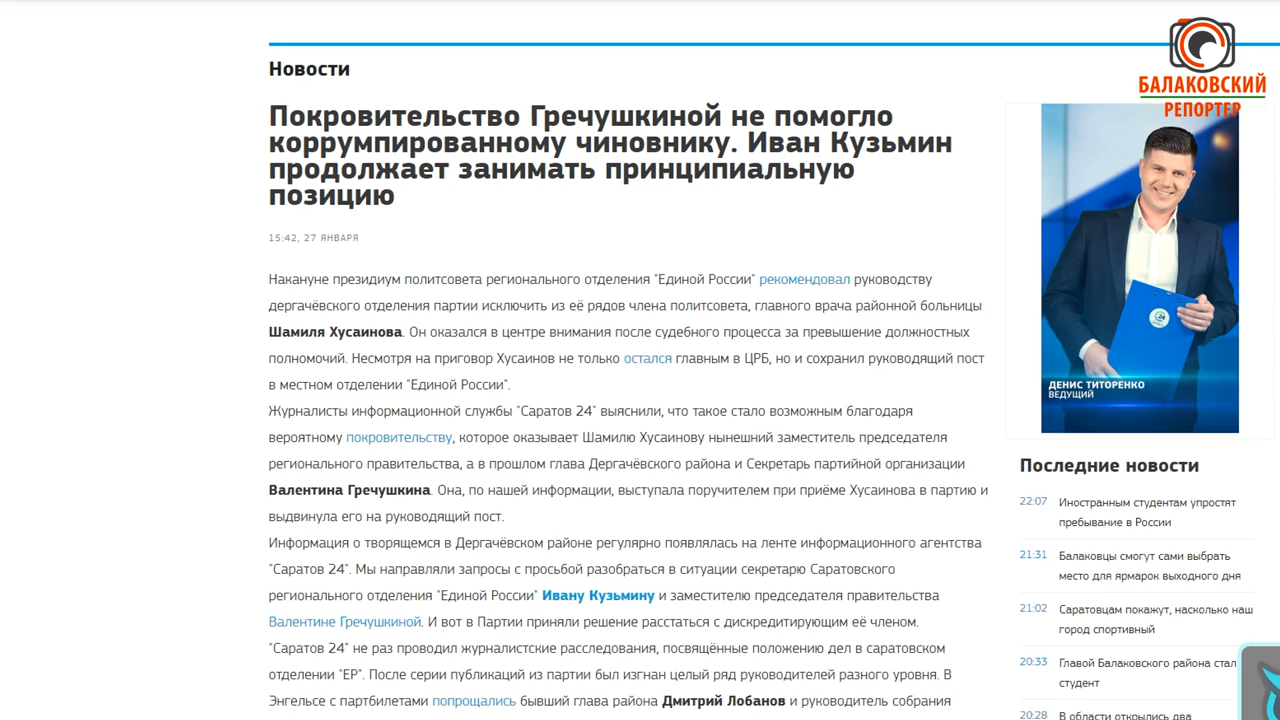 БАЛАКОВСКИЙ
РЕПОРТЕР
Новости
Покровительство Гречушкиной не помогло
коррумпированному чиновнику. Иван Кузьмин
продолжает занимать принципиальную
позицию
15:42, 27 ЯНВАРЯ
Накануне президиум политсовета регионального отделения "Единой России" рекомендовал руководству
дергачёвского отделения партии исключить из её рядов члена политсовета, главного врача районной больницы
Шамиля Хусаинова. Он оказался в центре внимания после судебного процесса за превышение должностных
полномочий. Несмотря на приговор Хусаинов не только остался главным в ЦРБ, но и сохранил руководящий пост
в местном отделении "Единой России".
Журналисты информационной службы "Саратов 24" выяснили, что такое стало возможным благодаря
вероятному покровительству, которое оказывает Шамилю Хусаинову нынешний заместитель председателя
регионального правительства, а в прошлом глава Дергачёвского района и Секретарь партийной организации
Валентина Гречушкина. Она, по нашей информации, выступала поручителем при приёме Хусаинова в партию и
выдвинула его на руководящий пост.
Информация о творящемся в Дергачёвском районе регулярно появлялась на ленте информационного агентства
"Саратов 24". Мы направляли запросы с просьбой разобраться в ситуации секретарю Саратовского
регионального отделения "Единой России" Ивану Кузьмину и заместителю председателя правительства
Валентине Гречушкиной. И вот в Партии приняли решение расстаться с дискредитирующим её членом.
"Саратов 24" не раз проводил журналистские расследования, посвящённые положению дел в саратовском
отделении "ЕР". После серии публикаций из партии был изгнан целый ряд руководителей разного уровня. В
Энгельсе с партбилетами попрощались бывший глава района Дмитрий Лобанов и руководитель собрания
24
ДЕНИС ТИТОРЕНКО
ВЕДУЩИЙ
Последние новости
22:07 Иностранным студентам упростят
пребывание в России
21:31 Балаковцы смогут сами выбрать
место для ярмарок выходного дня
21:02 Саратовцам покажут, насколько наш
город спортивный
20:33 Главой Балаковского района стал
студент
20:28 В области открылись два